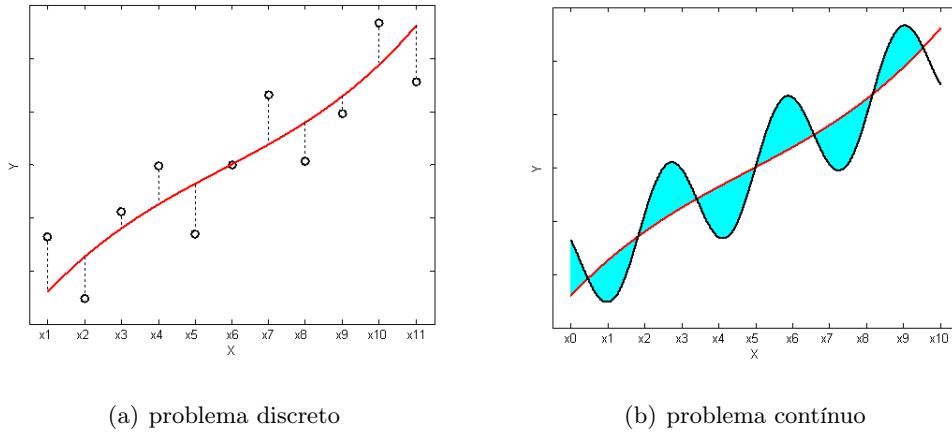 Y
x1 x2 x3 x4 x5 x6 x7 x8 x9 x10 x11
X
(a) problema discreto
Y
x0 x1 x2 x3 x4 x5 x6 x7 x8 x9 x10
X
(b) problema contínuo